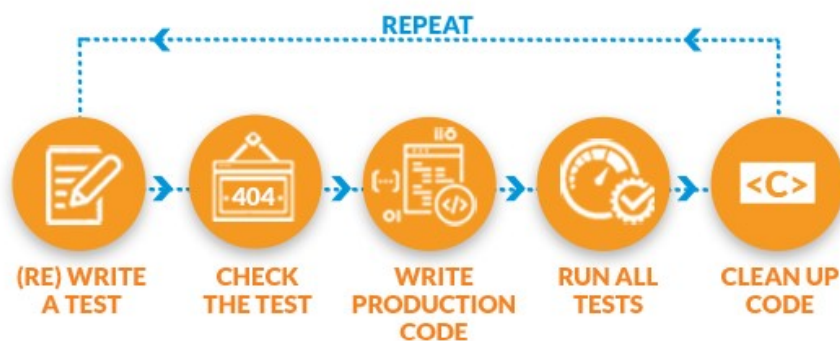 REPEAT
404
<C>
(RE) WRITE
A TEST
CHECK
THE TEST
WRITE
PRODUCTION
CODE
RUN ALL
TESTS
CLEAN UP
CODE